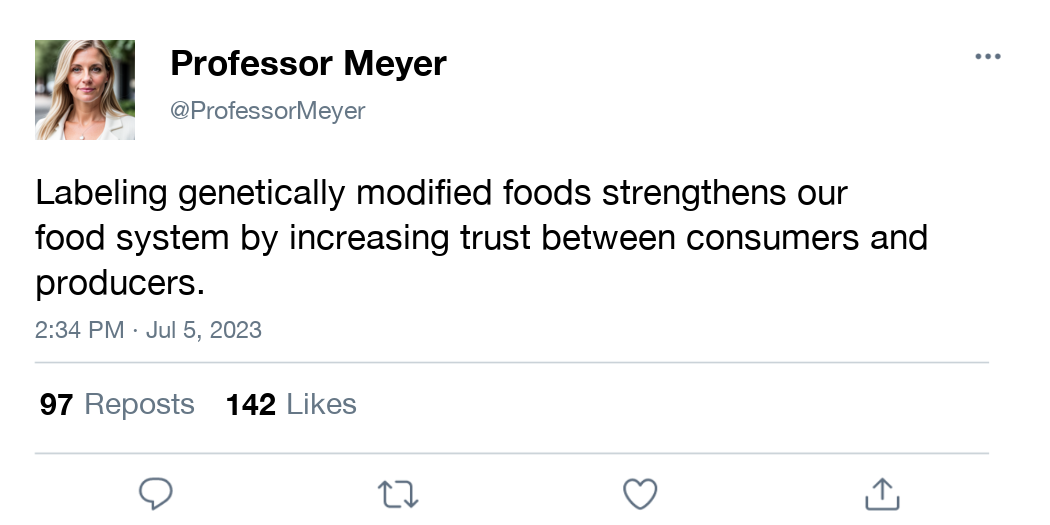 Professor Meyer
@ProfessorMeyer
Labeling genetically modified foods strengthens our
food system by increasing trust between consumers and
producers.
2:34 PM · Jul 5, 2023
97 Reposts 142 Likes